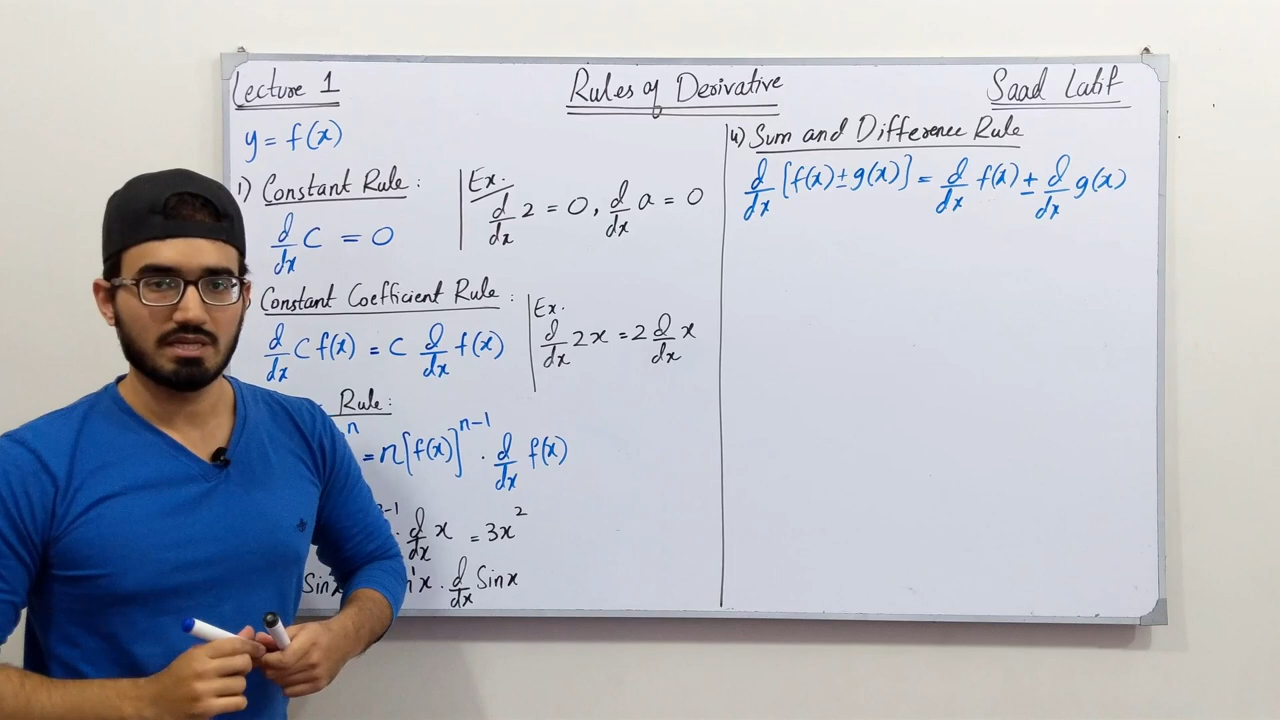 Lecture 1
Rules of Derivative
Saad Latif
y = f(x)
1) Constant Rule :
d/dx C = 0
Ex.
d/dx 2 = 0, d/dx a = 0
) Constant Coefficient Rule :
d/dx C f(x) = C d/dx f(x)
Ex.
d/dx 2x = 2 d/dx x
Rule:
n = n[f(x)]^n-1 . d/dx f(x)
-1 . d/dx x = 3x^2
Sinx . d/dx Sinx
4) Sum and Difference Rule
d/dx [f(x) ± g(x)] = d/dx f(x) ± d/dx g(x)